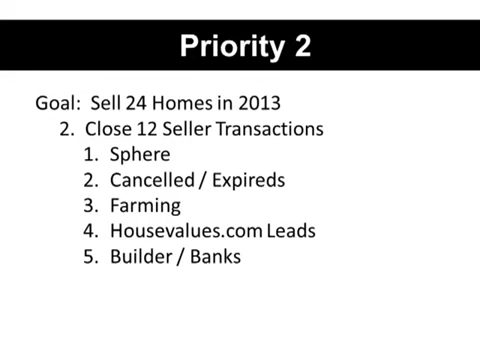 Priority 2
Goal: Sell 24 Homes in 2013
2. Close 12 Seller Transactions
1. Sphere
2. Cancelled / Expireds
3. Farming
4. Housevalues.com Leads
5. Builder / Banks